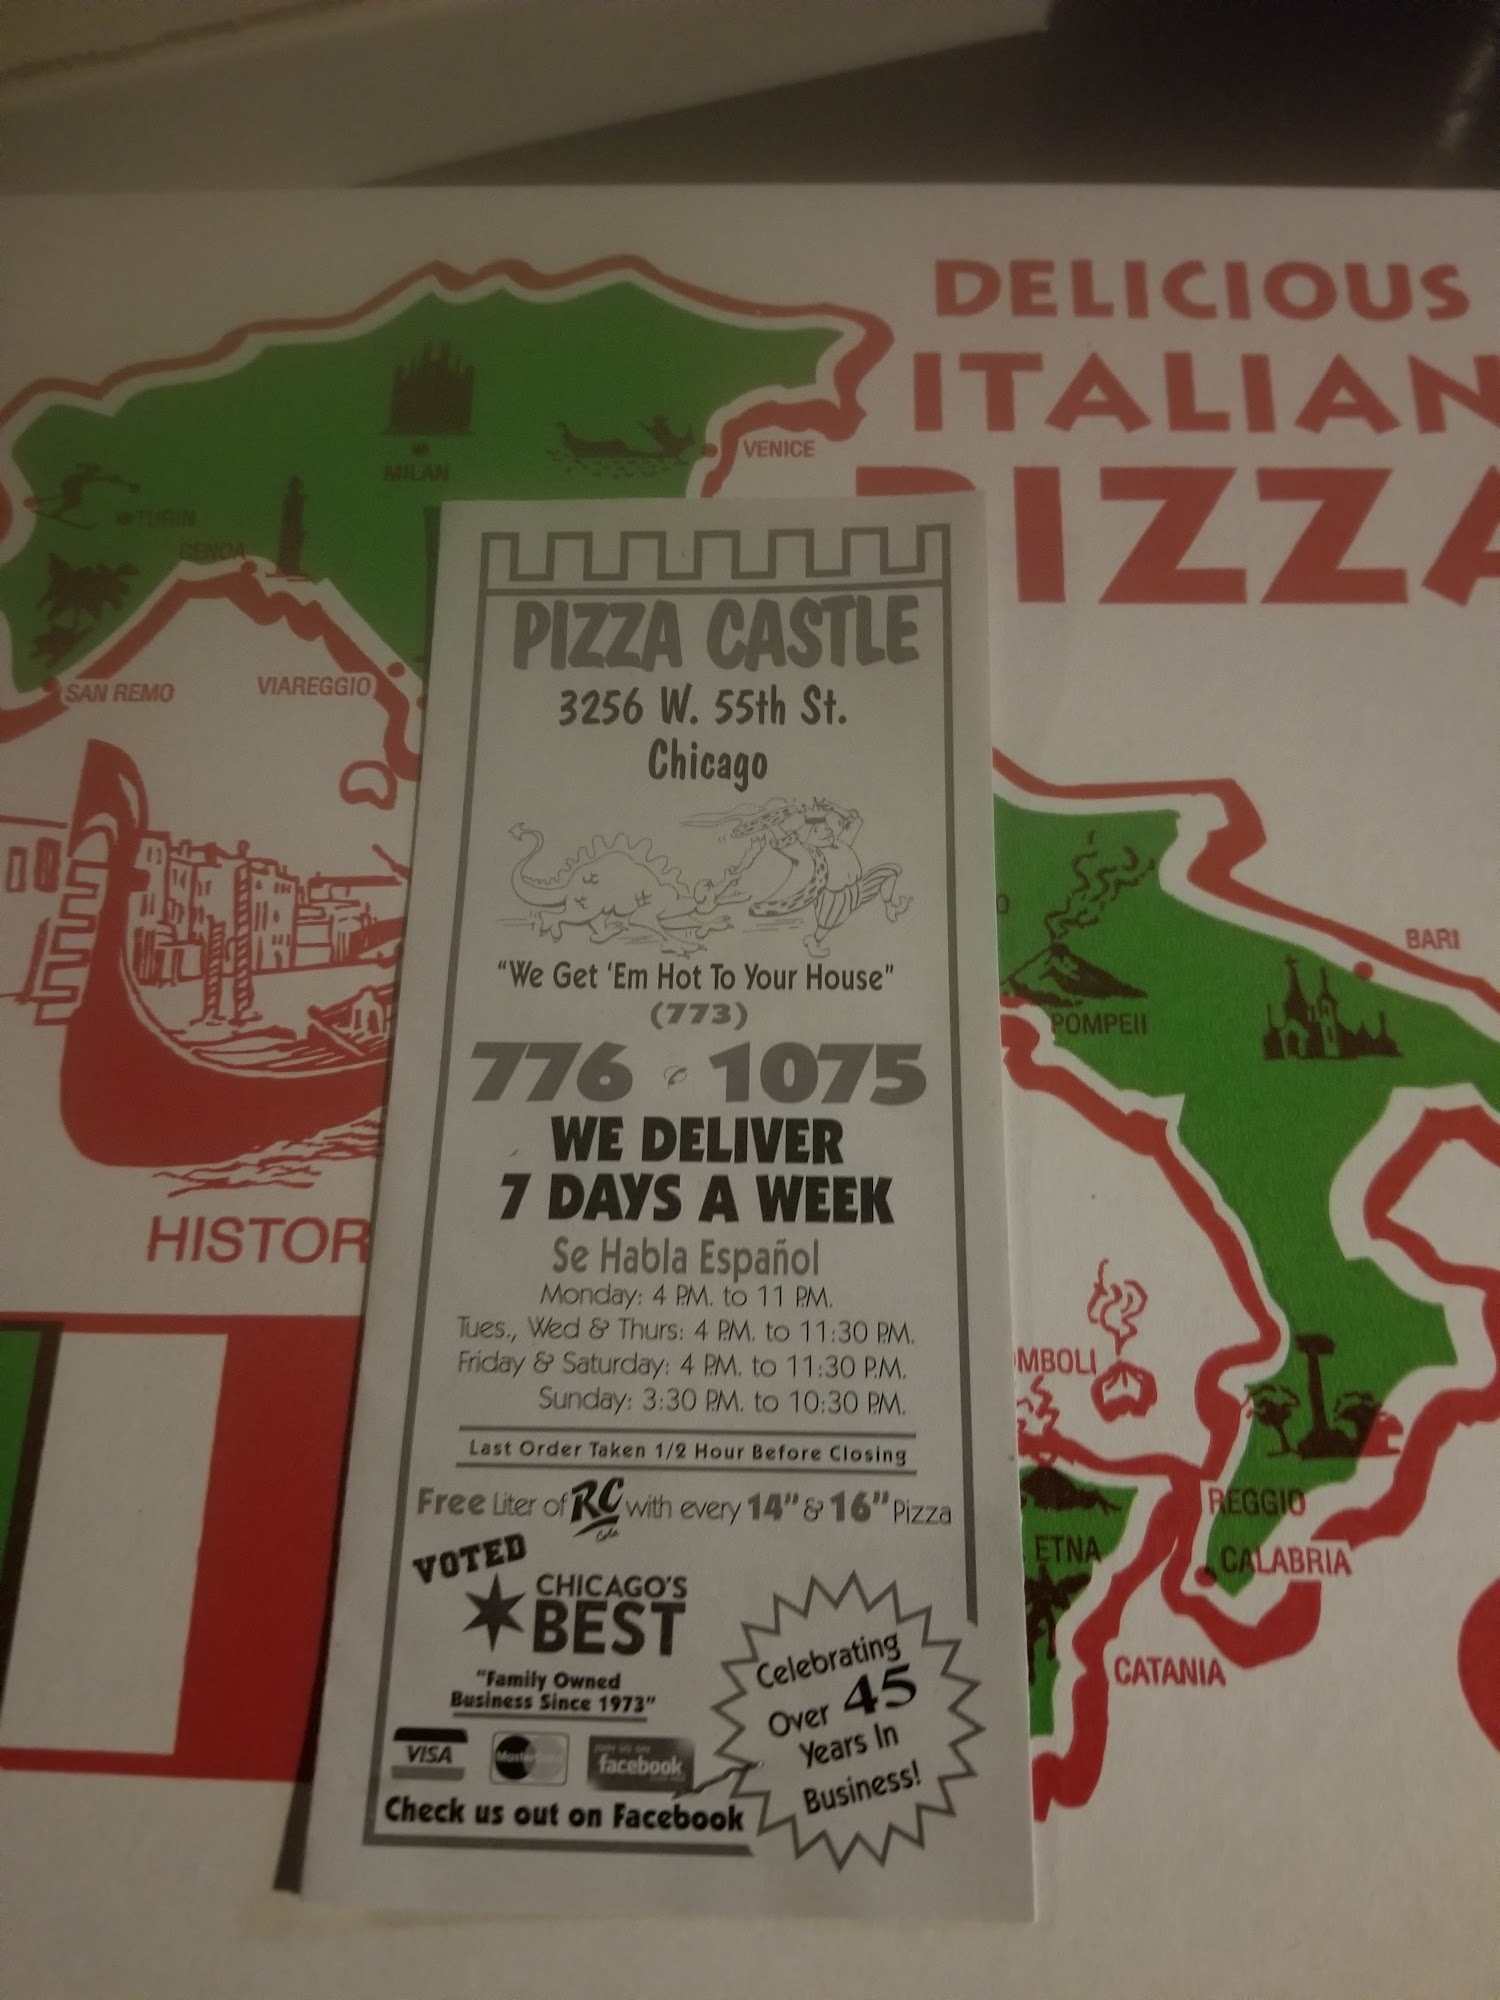 DELICIOUS
ITALIAN
PIZZA
MILAN
VENICE
TURIN
GENOA
SAN REMO
VIAREGGIO
HISTOR
BARI
POMPEII
OMBOLI
REGGIO
CALABRIA
ETNA
CATANIA
PIZZA CASTLE
3256 W. 55th St.
Chicago
"We Get 'Em Hot To Your House"
(773)
776 1075
WE DELIVER
7 DAYS A WEEK
Se Habla Español
Monday: 4 P.M. to 11 P.M.
Tues., Wed & Thurs: 4 P.M. to 11:30 P.M.
Friday & Saturday: 4 P.M. to 11:30 P.M.
Sunday: 3:30 P.M. to 10:30 P.M.
Last Order Taken 1/2 Hour Before Closing
Free Liter of RC Cola with every 14" & 16" Pizza
VOTED
CHICAGO'S
BEST
"Family Owned
Business Since 1973"
VISA
MasterCard
facebook
Check us out on Facebook
Celebrating
Over 45
Years In
Business!